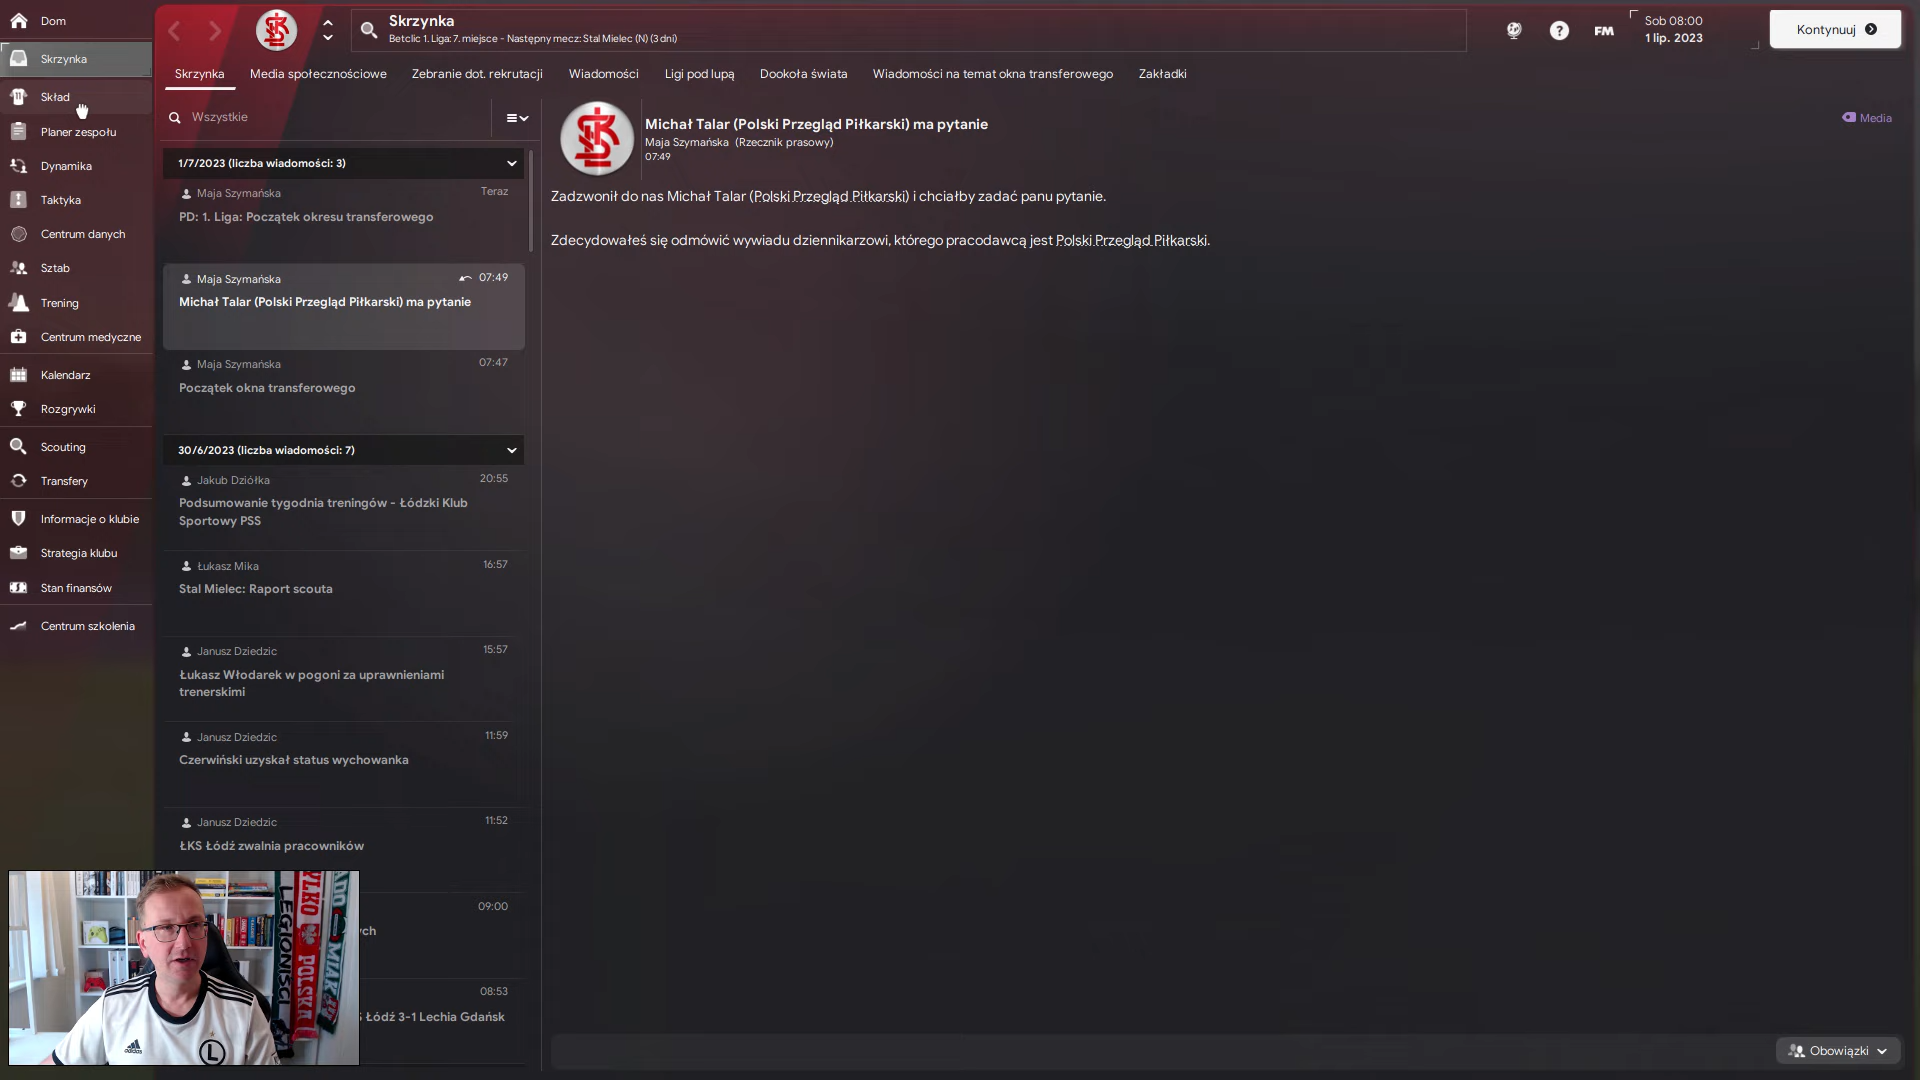 Dom
Skrzynka
Skład
Planer zespołu
Dynamika
Taktyka
Centrum danych
Sztab
Trening
Centrum medyczne
Kalendarz
Rozgrywki
Scouting
Transfery
Informacje o klubie
Strategia klubu
Stan finansów
Centrum szkolenia
Skrzynka
Betclic 1. Liga: 7. miejsce - Następny mecz: Stal Mielec (N) (3 dni)
FM
Sob 08:00
1 lip. 2023
Kontynuuj
Skrzynka Media społecznościowe Zebranie dot. rekrutacji Wiadomości Ligi pod lupą Dookoła świata Wiadomości na temat okna transferowego Zakładki
Wszystkie
1/7/2023 (liczba wiadomości: 3)
Maja Szymańska Teraz
PD: 1. Liga: Początek okresu transferowego
Maja Szymańska 07:49
Michał Talar (Polski Przegląd Piłkarski) ma pytanie
Maja Szymańska 07:47
Początek okna transferowego
30/6/2023 (liczba wiadomości: 7)
Jakub Dziółka 20:55
Podsumowanie tygodnia treningów - Łódzki Klub
Sportowy PSS
Łukasz Mika 16:57
Stal Mielec: Raport scouta
Janusz Dziedzic 15:57
Łukasz Włodarek w pogoni za uprawnieniami
trenerskimi
Janusz Dziedzic 11:59
Czerwiński uzyskał status wychowanka
Janusz Dziedzic 11:52
ŁKS Łódź zwalnia pracowników
09:00
ych
08:53
Łódź 3-1 Lechia Gdańsk
Michał Talar (Polski Przegląd Piłkarski) ma pytanie
Maja Szymańska (Rzecznik prasowy)
07:49
Media
Zadzwonił do nas Michał Talar (Polski Przegląd Piłkarski) i chciałby zadać panu pytanie.
Zdecydowałeś się odmówić wywiadu dziennikarzowi, którego pracodawcą jest Polski Przegląd Piłkarski.
Obowiązki
LEGIONIŚCI
TYLKO
POLSKA
adidas
L